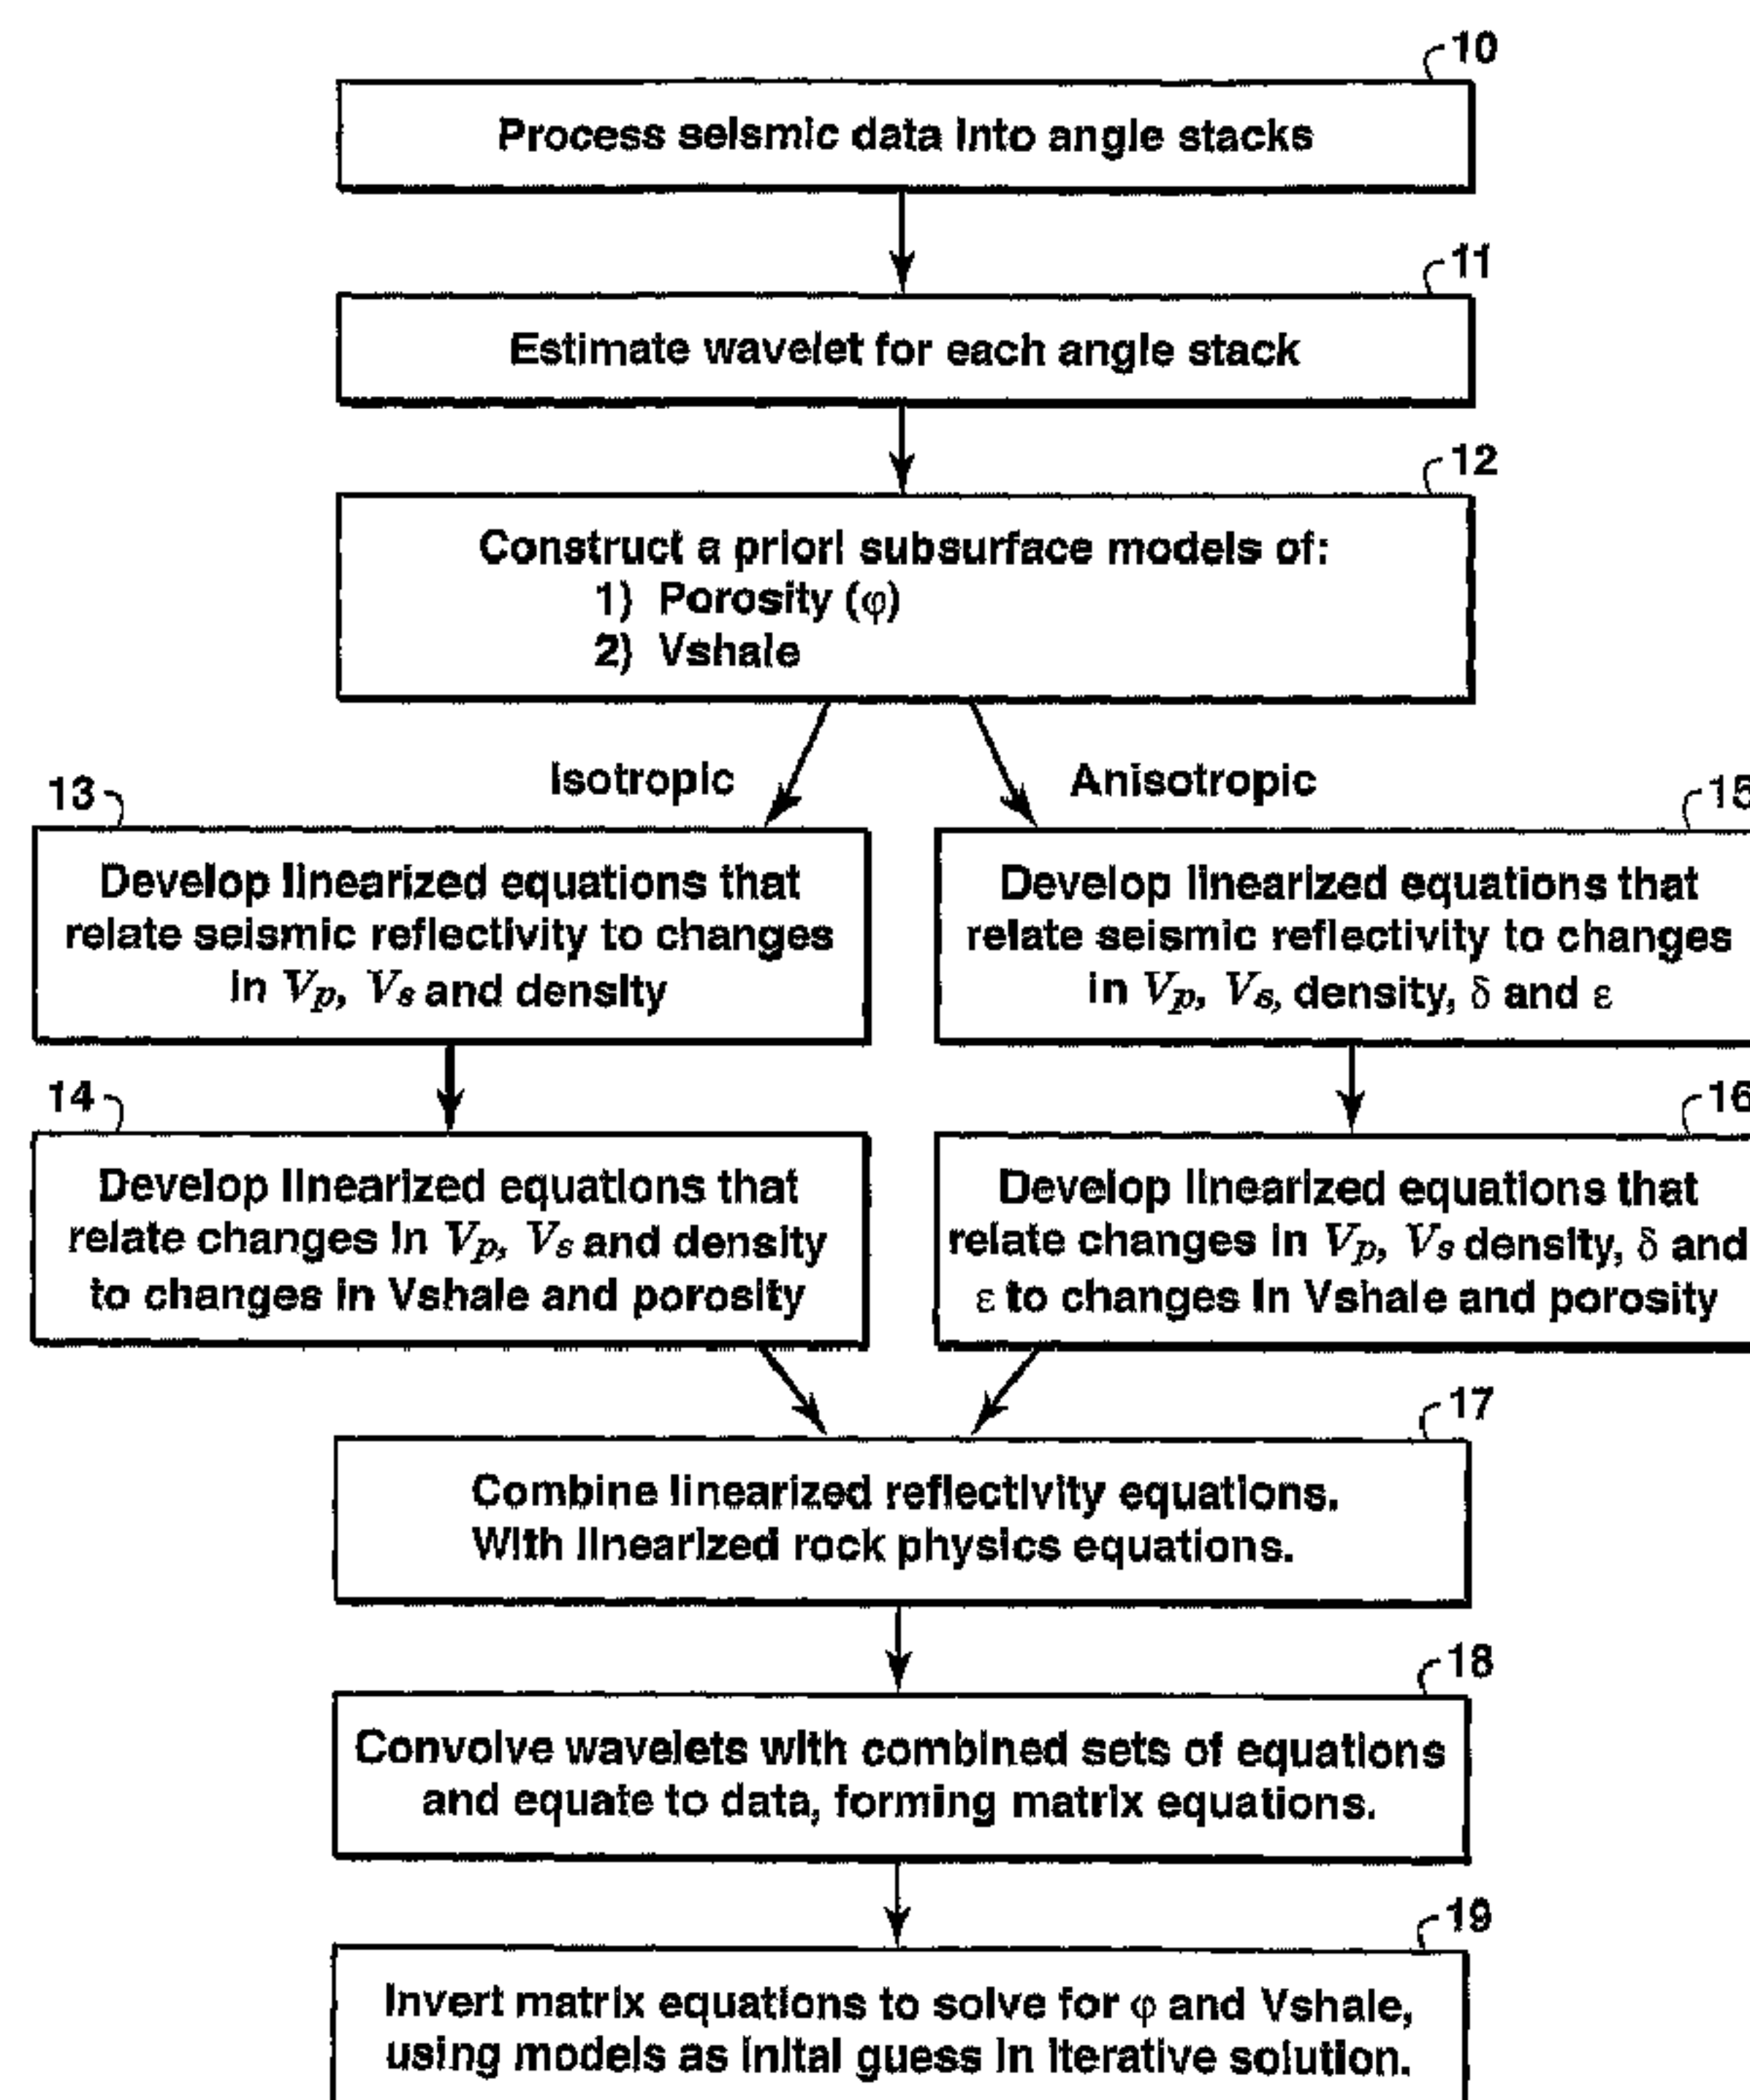 10
Process seismic data into angle stacks
11
Estimate wavelet for each angle stack
12
Construct a priori subsurface models of:
1) Porosity (φ)
2) Vshale
Isotropic
Anisotropic
13
Develop linearized equations that
relate seismic reflectivity to changes
in Vp, Vs and density
15
Develop linearized equations that
relate seismic reflectivity to changes
in Vp, Vs, density, δ and ε
14
Develop linearized equations that
relate changes in Vp, Vs and density
to changes in Vshale and porosity
16
Develop linearized equations that
relate changes in Vp, Vs density, δ and
ε to changes in Vshale and porosity
17
Combine linearized reflectivity equations.
With linearized rock physics equations.
18
Convolve wavelets with combined sets of equations
and equate to data, forming matrix equations.
19
Invert matrix equations to solve for φ and Vshale,
using models as inital guess in iterative solution.